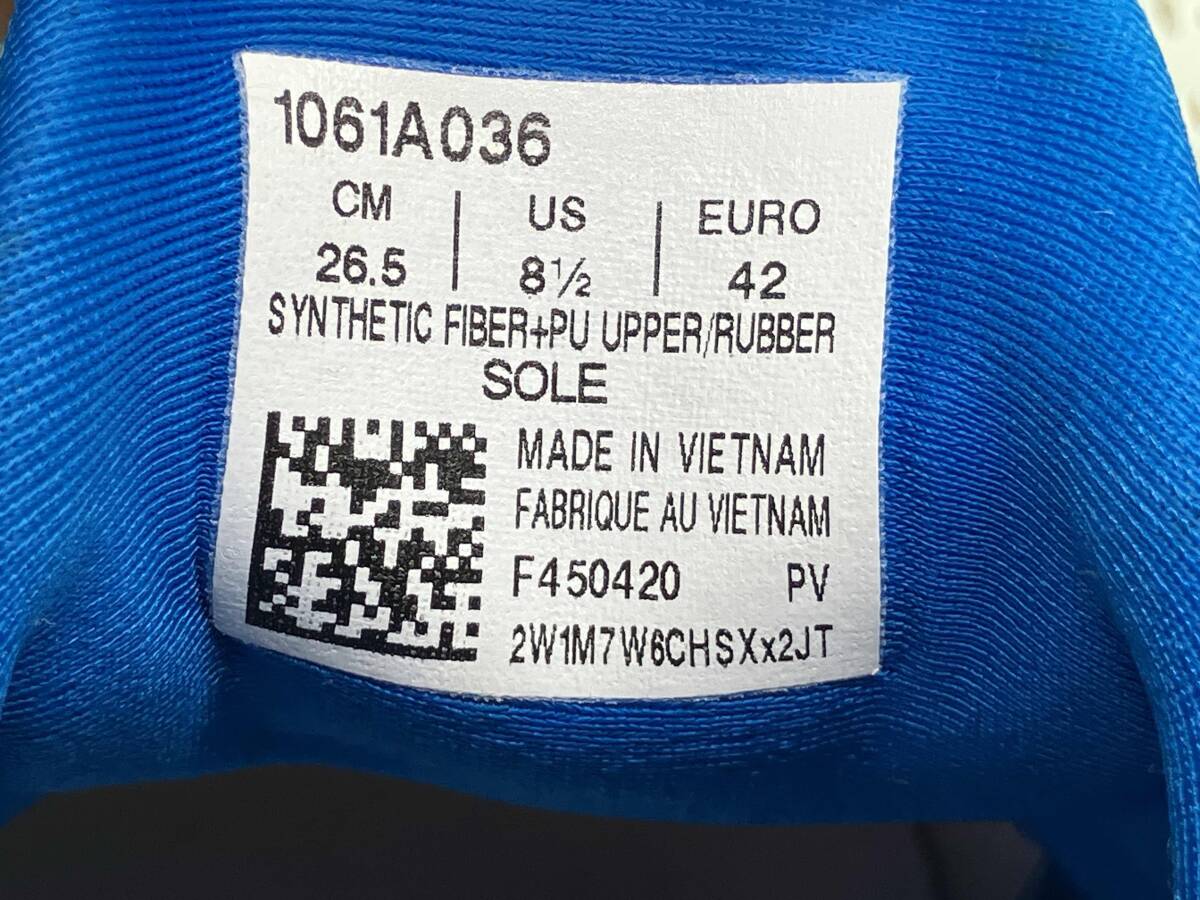 1061A036
CM | US | EURO
26.5 | 8½ | 42
SYNTHETIC FIBER+PU UPPER/RUBBER
SOLE
MADE IN VIETNAM
FABRIQUE AU VIETNAM
F450420 PV
2W1M7W6CHSXx2JT